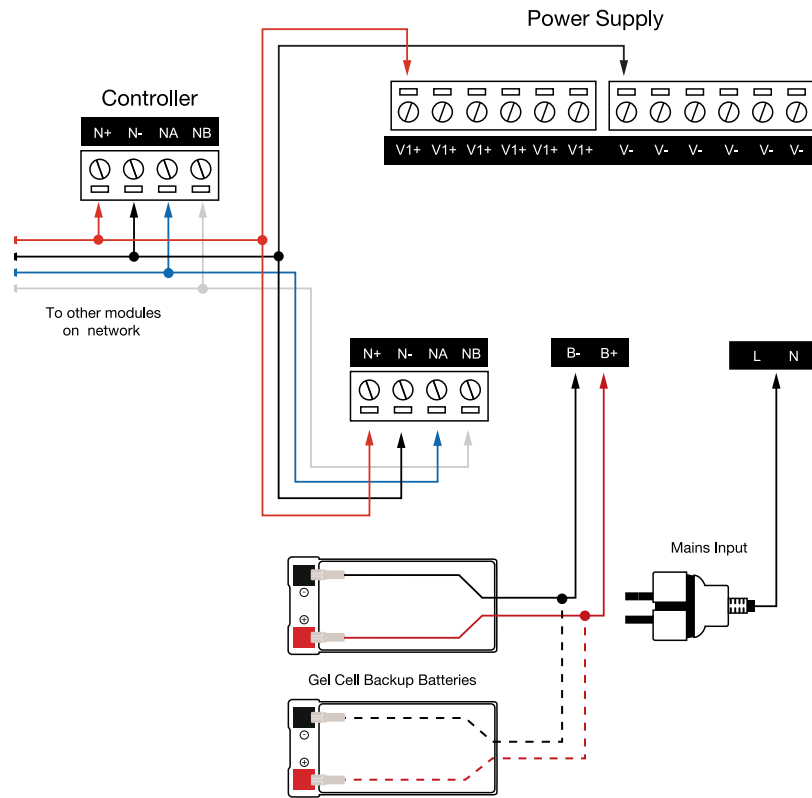 Power Supply
Controller
N+ N- NA NB
V1+ V1+ V1+ V1+ V1+ V1+ V- V- V- V- V- V-
To other modules
on network
N+ N- NA NB
B- B+
L N
Mains Input
- 
+
Gel Cell Backup Batteries
-
+